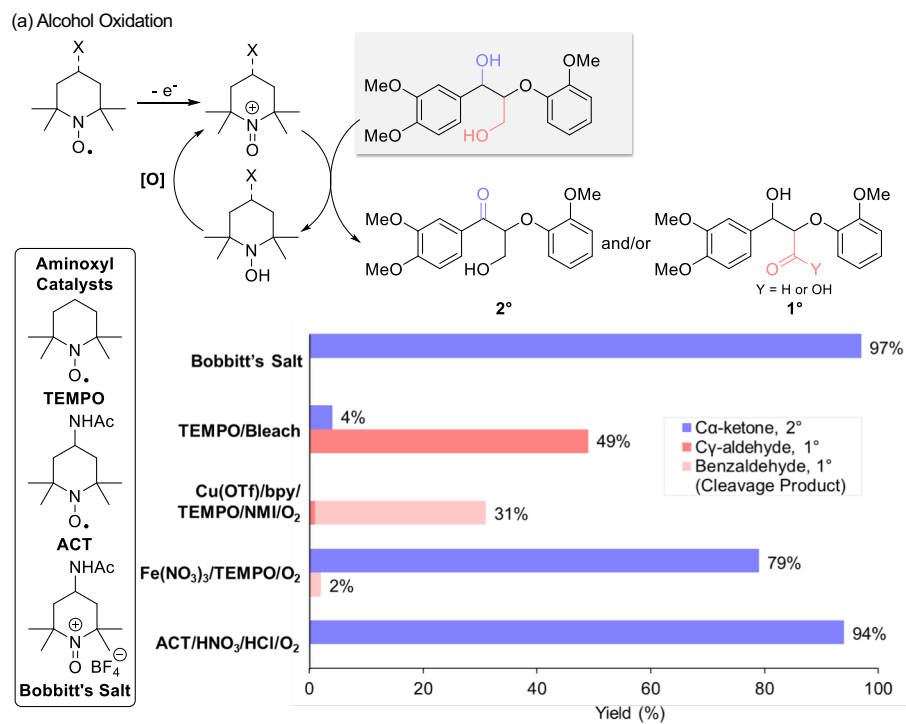 (a) Alcohol Oxidation
X
N
O•
- e-
X
⊕
N
O
[O]
X
N
OH
OH
OMe
MeO
O
MeO
HO
O
OMe
MeO
O
MeO
HO
2°
and/or
OH
OMe
MeO
O
MeO
O
Y
Y = H or OH
1°
Aminoxyl
Catalysts
N
O•
TEMPO
NHAc
N
O•
ACT
NHAc
⊕
N
O
BF4⊖
Bobbitt's Salt
Bobbitt's Salt
97%
TEMPO/Bleach
4%
49%
Cu(OTf)/bpy/
TEMPO/NMI/O2
31%
Fe(NO3)3/TEMPO/O2
79%
2%
ACT/HNO3/HCl/O2
94%
Cα-ketone, 2°
Cγ-aldehyde, 1°
Benzaldehyde, 1°
(Cleavage Product)
0 20 40 60 80 100
Yield (%)